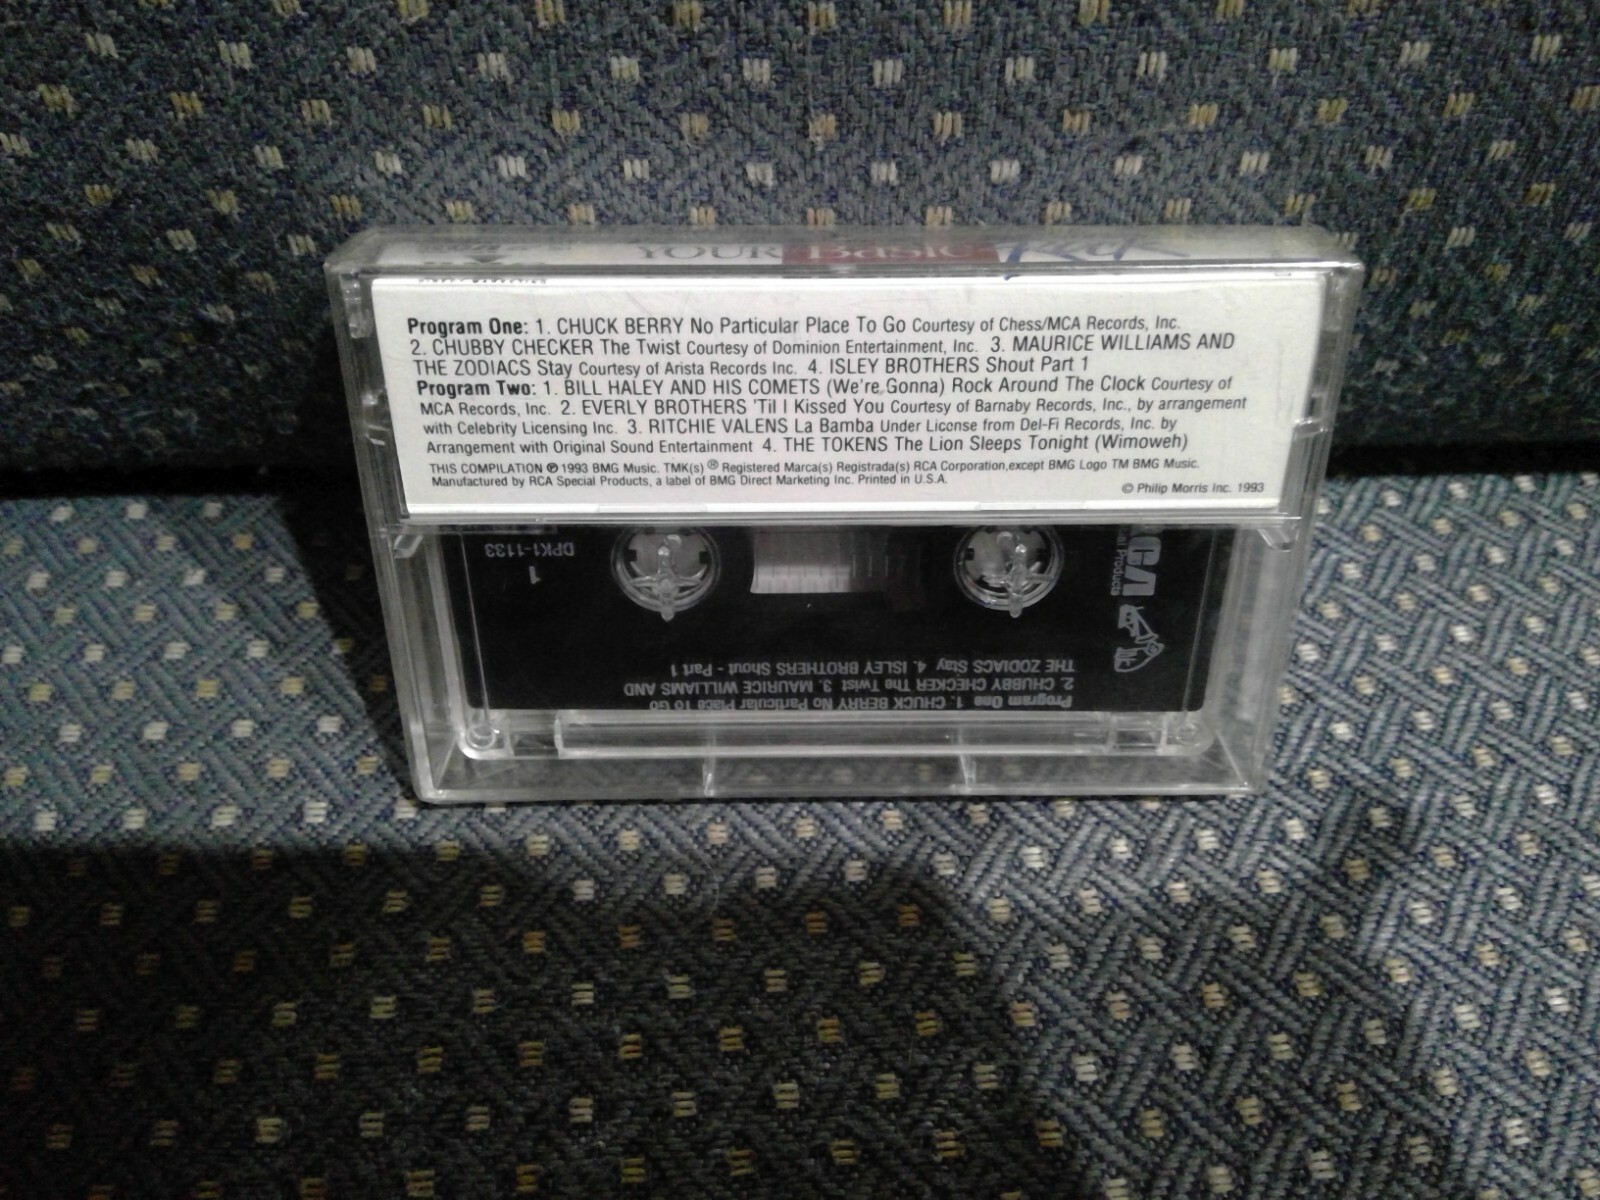 YOUR Basic Rock
Program One: 1. CHUCK BERRY No Particular Place To Go Courtesy of Chess/MCA Records, Inc.
2. CHUBBY CHECKER The Twist Courtesy of Dominion Entertainment, Inc. 3. MAURICE WILLIAMS AND
THE ZODIACS Stay Courtesy of Arista Records Inc. 4. ISLEY BROTHERS Shout Part 1
Program Two: 1. BILL HALEY AND HIS COMETS (We're Gonna) Rock Around The Clock Courtesy of
MCA Records, Inc. 2. EVERLY BROTHERS 'Til I Kissed You Courtesy of Barnaby Records, Inc., by arrangement
with Celebrity Licensing Inc. 3. RITCHIE VALENS La Bamba Under License from Del-Fi Records, Inc. by
Arrangement with Original Sound Entertainment 4. THE TOKENS The Lion Sleeps Tonight (Wimoweh)
THIS COMPILATION ℗ 1993 BMG Music. TMK(s) ® Registered Marca(s) Registrada(s) RCA Corporation,except BMG Logo TM BMG Music.
Manufactured by RCA Special Products, a label of BMG Direct Marketing Inc. Printed in U.S.A.
© Philip Morris Inc. 1993
Program One 1. CHUCK BERRY No Particular Place To Go
2. CHUBBY CHECKER The Twist 3. MAURICE WILLIAMS AND
THE ZODIACS Stay 4. ISLEY BROTHERS Shout - Part 1
1
DPK1-1133
CA
Products